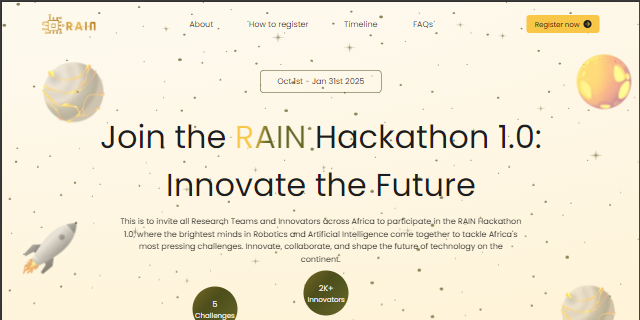 RAIN
About
How to register
Timeline
FAQs
Register now
Oct 1st - Jan 31st 2025
Join the RAIN Hackathon 1.0:
Innovate the Future
This is to invite all Research Teams and Innovators across Africa to participate in the RAIN Hackathon
1.0, where the brightest minds in Robotics and Artificial Intelligence come together to tackle Africa's
most pressing challenges. Innovate, collaborate, and shape the future of technology on the
continent.
2K+
Innovators
5
Challenges